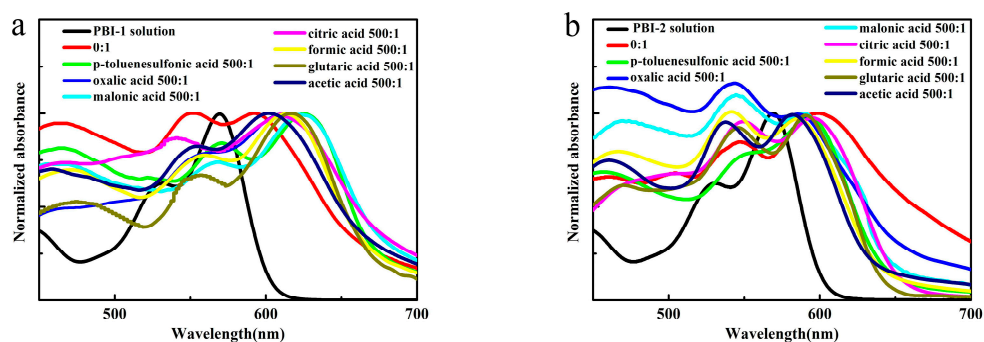 a
PBI-1 solution
0:1
p-toluenesulfonic acid 500:1
oxalic acid 500:1
malonic acid 500:1
citric acid 500:1
formic acid 500:1
glutaric acid 500:1
acetic acid 500:1
Normalized absorbance
500
600
700
Wavelength(nm)
b
PBI-2 solution
0:1
p-toluenesulfonic acid 500:1
oxalic acid 500:1
malonic acid 500:1
citric acid 500:1
formic acid 500:1
glutaric acid 500:1
acetic acid 500:1
Normalized absorbance
500
600
700
Wavelength(nm)